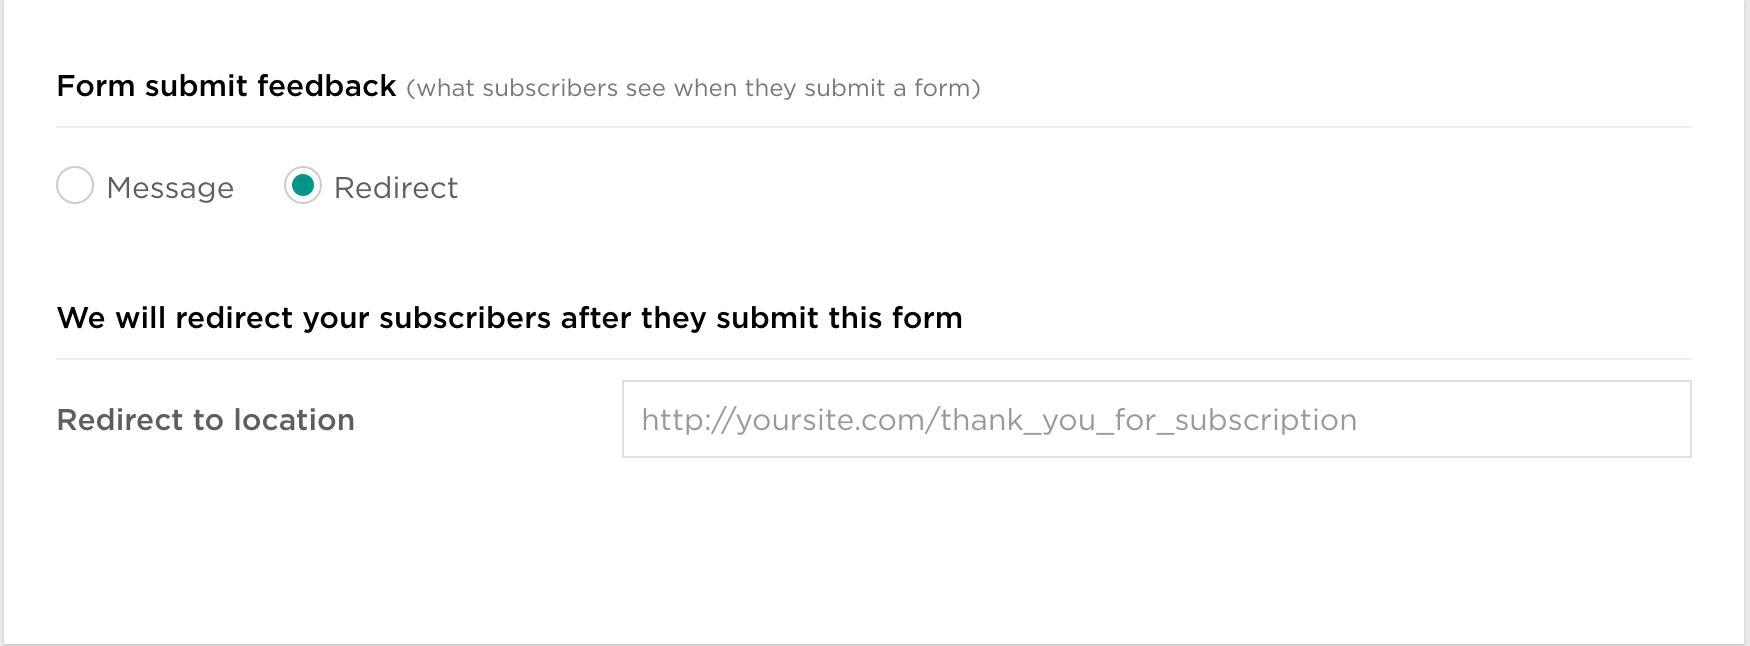 Form submit feedback (what subscribers see when they submit a form)
Message Redirect
We will redirect your subscribers after they submit this form
Redirect to location http://yoursite.com/thank_you_for_subscription